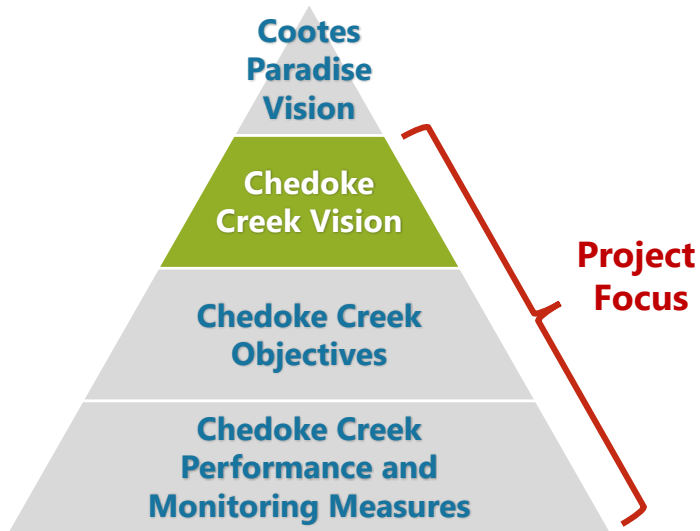 Cootes
Paradise
Vision
Chedoke
Creek Vision
Project
Focus
Chedoke Creek
Objectives
Chedoke Creek
Performance and
Monitoring Measures